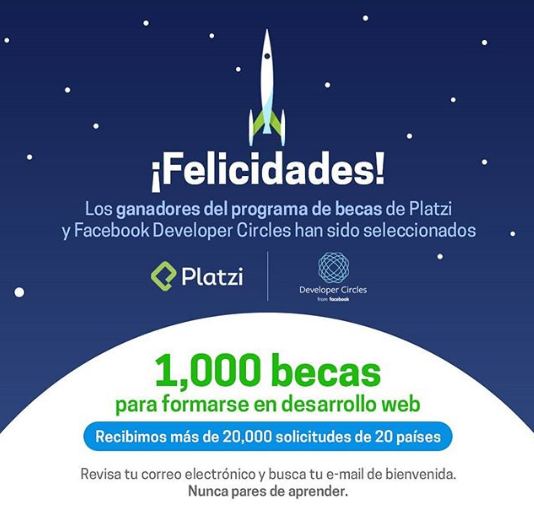 ¡Felicidades!
Los ganadores del programa de becas de Platzi
y Facebook Developer Circles han sido seleccionados
Platzi
Developer Circles
from facebook
1,000 becas
para formarse en desarrollo web
Recibimos más de 20,000 solicitudes de 20 países
Revisa tu correo electrónico y busca tu e-mail de bienvenida.
Nunca pares de aprender.